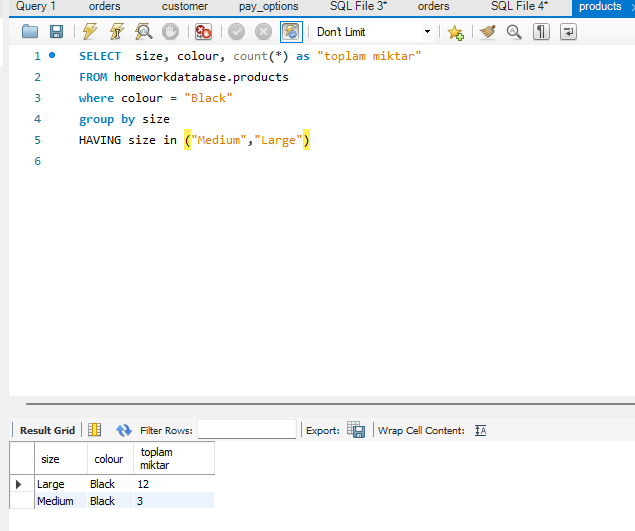 Query 1 orders customer pay_options SQL File 3* orders SQL File 4* products
Don't Limit
1 SELECT  size, colour, count(*) as "toplam miktar"
2 FROM homeworkdatabase.products
3 where colour = "Black"
4 group by size
5 HAVING size in ("Medium","Large")
6
Result Grid Filter Rows: Export: Wrap Cell Content:
size colour toplam
miktar
Large Black 12
Medium Black 3